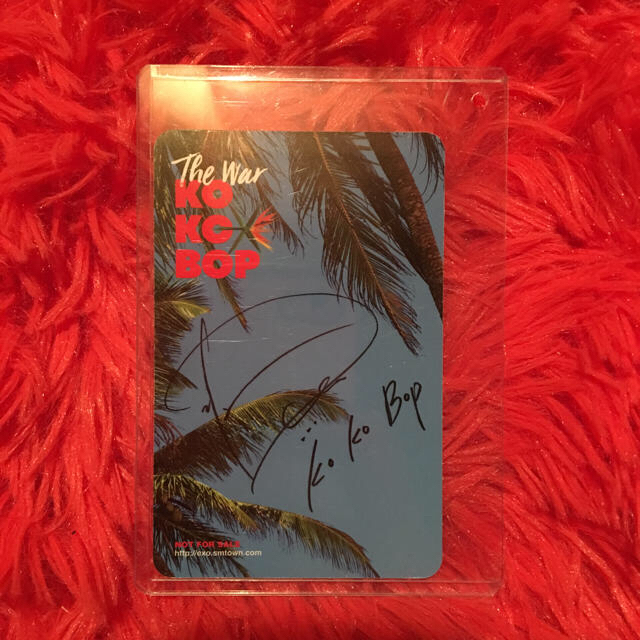 The War
KO
KO
BOP
Ko Ko Bop
NOT FOR SALE
http://exo.smtown.com